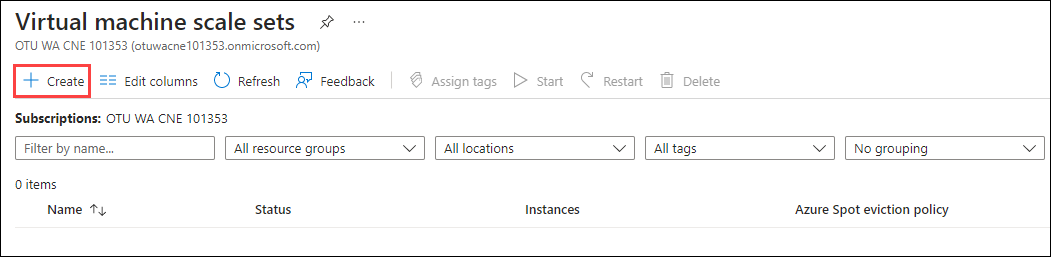 Virtual machine scale sets
OTU WA CNE 101353 (otuwacne101353.onmicrosoft.com)
Create Edit columns Refresh Feedback Assign tags Start Restart Delete
Subscriptions: OTU WA CNE 101353
Filter by name... All resource groups All locations All tags No grouping
0 items
Name Status Instances Azure Spot eviction policy